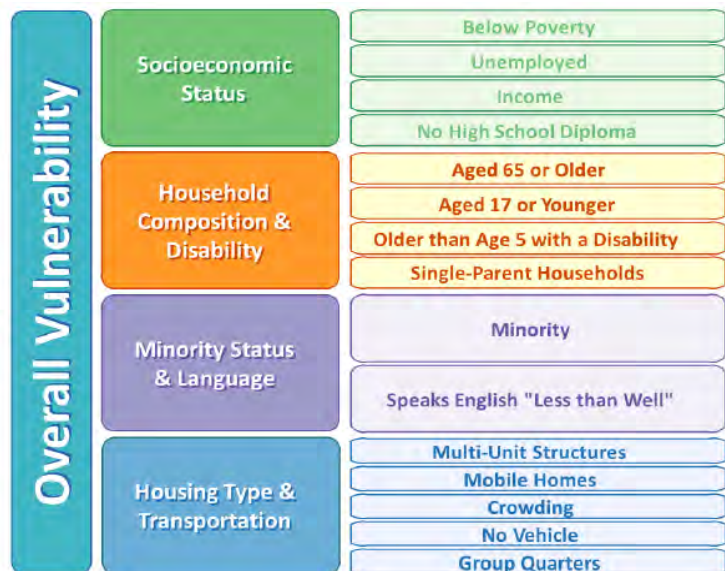 Overall Vulnerability
Socioeconomic
Status
Below Poverty
Unemployed
Income
No High School Diploma
Household
Composition &
Disability
Aged 65 or Older
Aged 17 or Younger
Older than Age 5 with a Disability
Single-Parent Households
Minority Status
& Language
Minority
Speaks English "Less than Well"
Housing Type &
Transportation
Multi-Unit Structures
Mobile Homes
Crowding
No Vehicle
Group Quarters